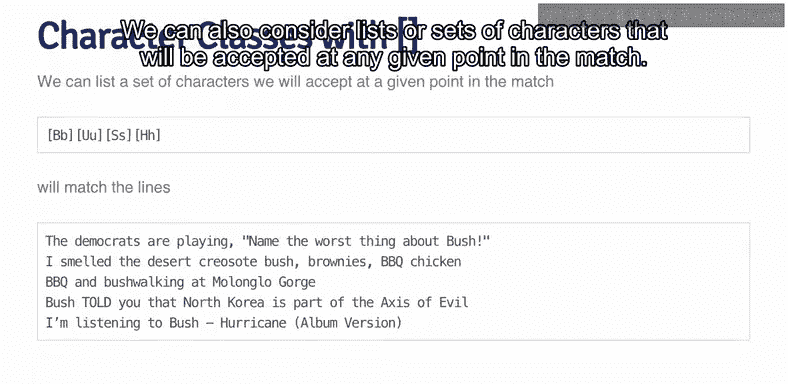 Character Classes with []
We can also consider lists or sets of characters that
will be accepted at any given point in the match.
We can list a set of characters we will accept at a given point in the match
[Bb][Uu][Ss][Hh]
will match the lines
The democrats are playing, "Name the worst thing about Bush!"
I smelled the desert creosote bush, brownies, BBQ chicken
BBQ and bushwalking at Molonglo Gorge
Bush TOLD you that North Korea is part of the Axis of Evil
I'm listening to Bush - Hurricane (Album Version)